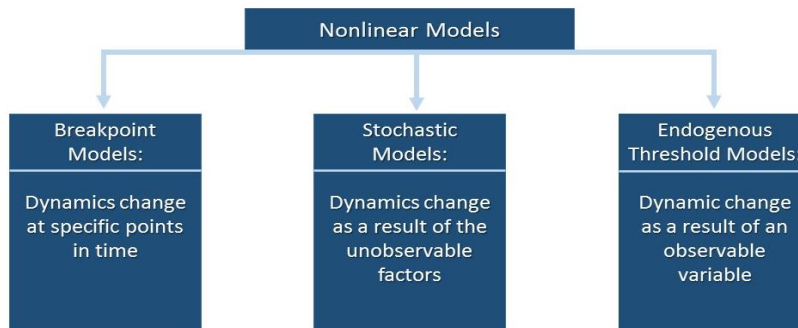 Nonlinear Models
Breakpoint
Models:
Dynamics change
at specific points
in time
Stochastic
Models:
Dynamics change
as a result of the
unobservable
factors
Endogenous
Threshold Models:
Dynamic change
as a result of an
observable
variable